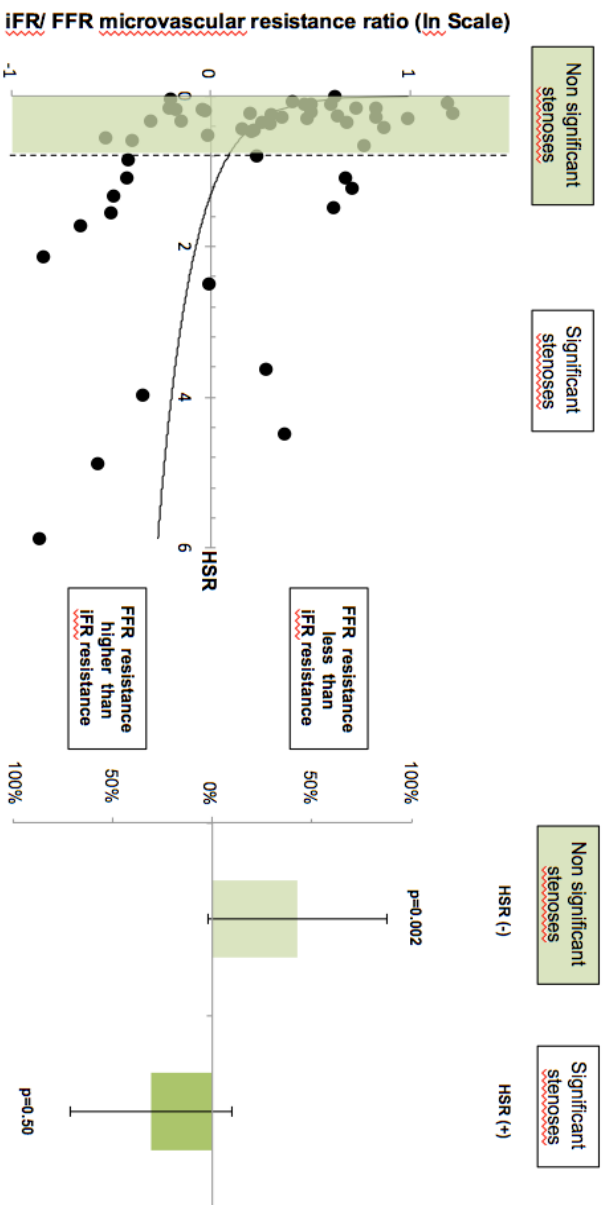 iFR/ FFR microvascular resistance ratio (ln Scale)
Non significant
stenoses
Significant
stenoses
1
0
-1
0
2
4
6
HSR
FFR resistance
less than
iFR resistance
FFR resistance
higher than
iFR resistance
Non significant
stenoses
Significant
stenoses
HSR (-)
HSR (+)
100%
50%
0%
50%
100%
p=0.002
p=0.50